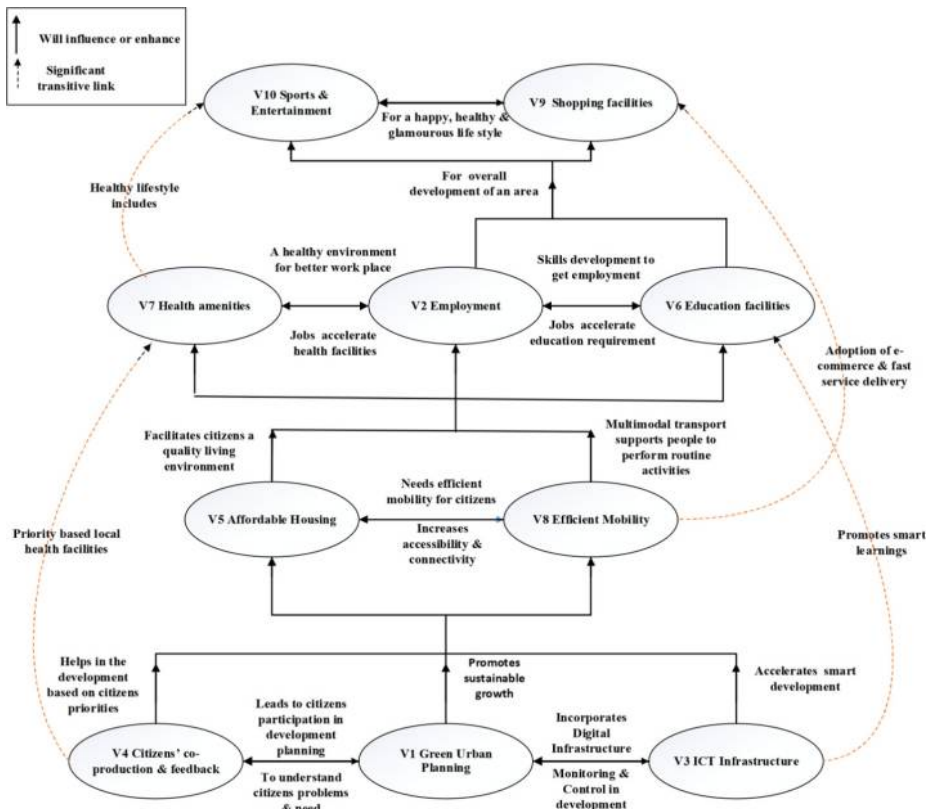 Will influence or enhance
Significant
transitive link
V10 Sports &
Entertainment
For a happy, healthy &
glamourous life style
V9 Shopping facilities
For overall
development of an area
Healthy lifestyle
includes
A healthy environment
for better work place
Skills development to
get employment
V7 Health amenities
V2 Employment
V6 Education facilities
Jobs accelerate
health facilities
Jobs accelerate
education requirement
Adoption of e-
commerce & fast
service delivery
Facilitates citizens a
quality living
environment
Multimodal transport
supports people to
perform routine
activities
Needs efficient
mobility for citizens
V5 Affordable Housing
V8 Efficient Mobility
Increases
accessibility &
connectivity
Priority based local
health facilities
Promotes smart
learnings
Helps in the
development
based on citizens
priorities
Promotes
sustainable
growth
Accelerates smart
development
Leads to citizens
participation in
development
planning
Incorporates
Digital
Infrastructure
V4 Citizens' co-
production & feedback
V1 Green Urban
Planning
V3 ICT Infrastructure
To understand
citizens problems
& need
Monitoring &
Control in
development